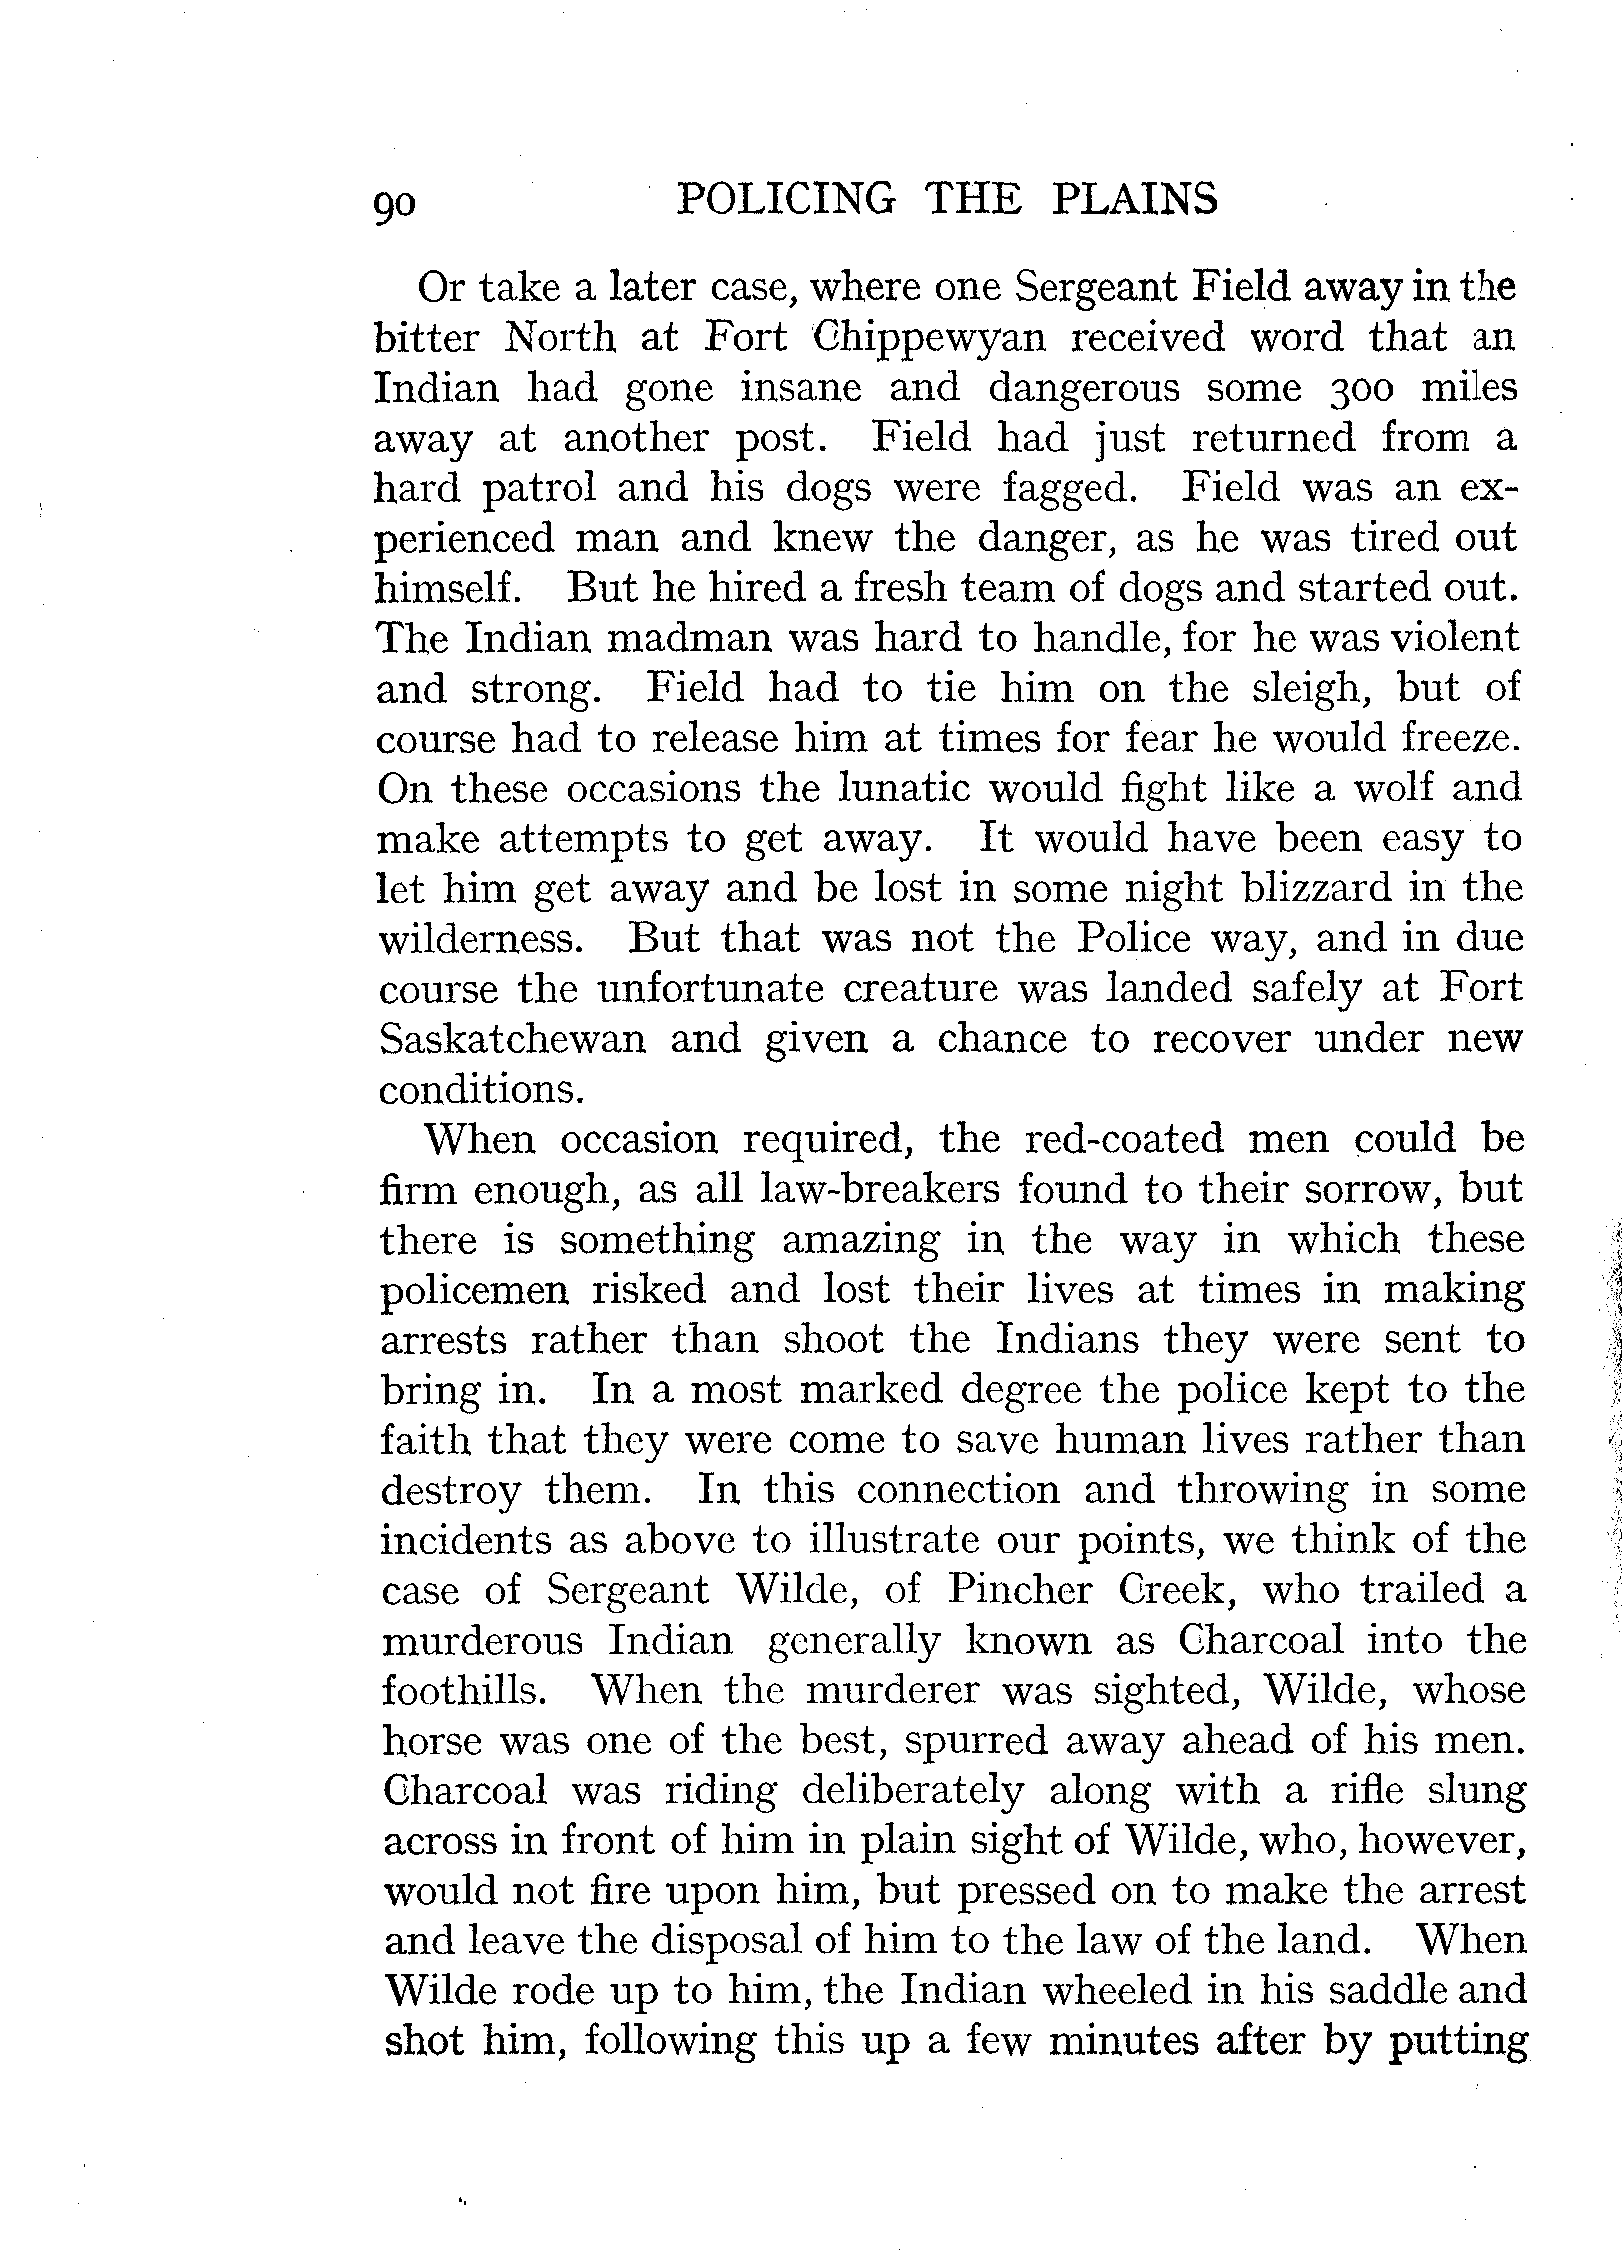 90 POLICING THE PLAINS
Or take a later case, where one Sergeant Field away in the
bitter North at Fort Chippewyan received word that an
Indian had gone insane and dangerous some 300 miles
away at another post. Field had just returned from a
hard patrol and his dogs were fagged. Field was an ex-
perienced man and knew the danger, as he was tired out
himself. But he hired a fresh team of dogs and started out.
The Indian madman was hard to handle, for he was violent
and strong. Field had to tie him on the sleigh, but of
course had to release him at times for fear he would freeze.
On these occasions the lunatic would fight like a wolf and
make attempts to get away. It would have been easy to
let him get away and be lost in some night blizzard in the
wilderness. But that was not the Police way, and in due
course the unfortunate creature was landed safely at Fort
Saskatchewan and given a chance to recover under new
conditions.
When occasion required, the red-coated men could be
firm enough, as all law-breakers found to their sorrow, but
there is something amazing in the way in which these
policemen risked and lost their lives at times in making
arrests rather than shoot the Indians they were sent to
bring in. In a most marked degree the police kept to the
faith that they were come to save human lives rather than
destroy them. In this connection and throwing in some
incidents as above to illustrate our points, we think of the
case of Sergeant Wilde, of Pincher Creek, who trailed a
murderous Indian generally known as Charcoal into the
foothills. When the murderer was sighted, Wilde, whose
horse was one of the best, spurred away ahead of his men.
Charcoal was riding deliberately along with a rifle slung
across in front of him in plain sight of Wilde, who, however,
would not fire upon him, but pressed on to make the arrest
and leave the disposal of him to the law of the land. When
Wilde rode up to him, the Indian wheeled in his saddle and
shot him, following this up a few minutes after by putting